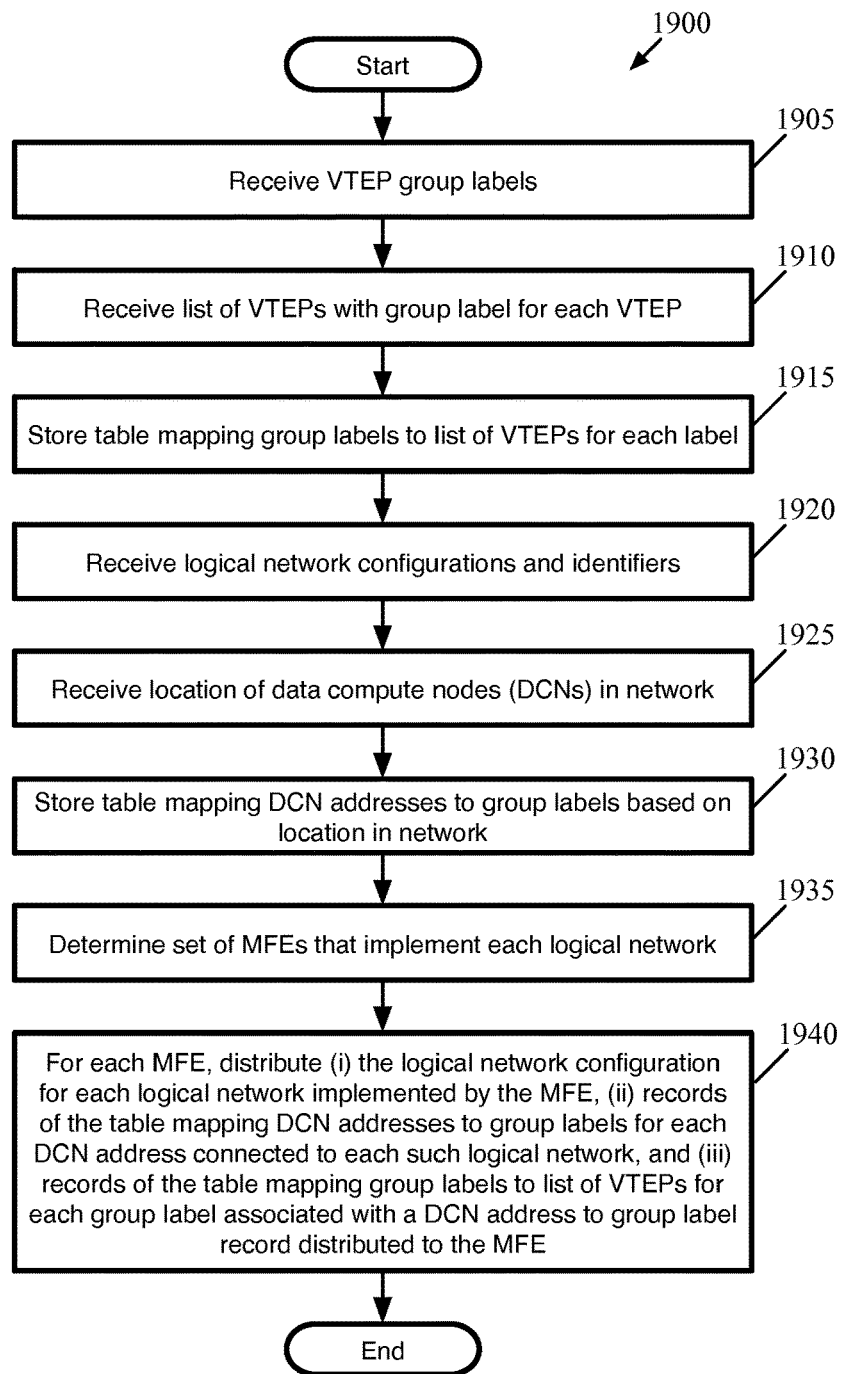 1900
Start
1905
Receive VTEP group labels
1910
Receive list of VTEPs with group label for each VTEP
1915
Store table mapping group labels to list of VTEPs for each label
1920
Receive logical network configurations and identifiers
1925
Receive location of data compute nodes (DCNs) in network
1930
Store table mapping DCN addresses to group labels based on
location in network
1935
Determine set of MFEs that implement each logical network
1940
For each MFE, distribute (i) the logical network configuration
for each logical network implemented by the MFE, (ii) records
of the table mapping DCN addresses to group labels for each
DCN address connected to each such logical network, and (iii)
records of the table mapping group labels to list of VTEPs for
each group label associated with a DCN address to group label
record distributed to the MFE
End